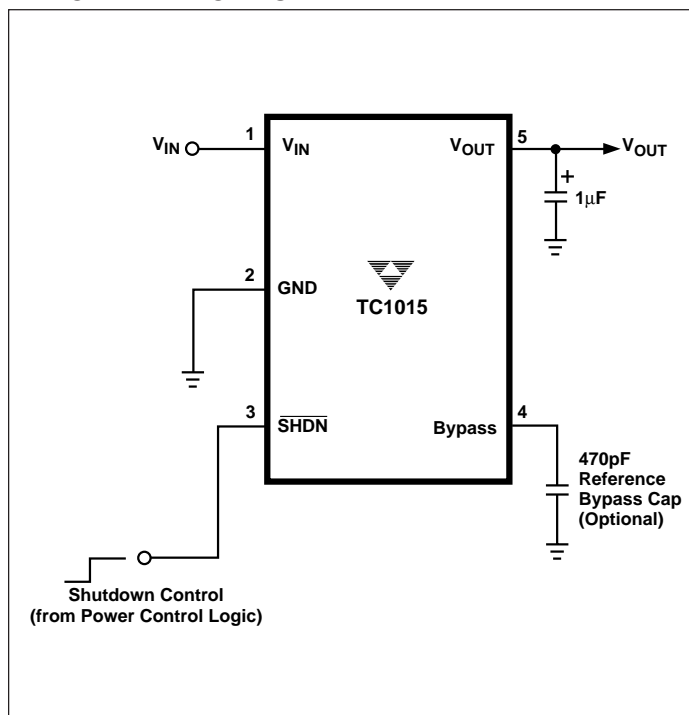 1
V_IN
V_IN
V_OUT
5
V_OUT
+
1µF
2
GND
TC1015
3
SHDN
Bypass
4
470pF
Reference
Bypass Cap
(Optional)
Shutdown Control
(from Power Control Logic)